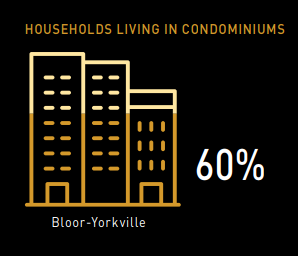 HOUSEHOLDS LIVING IN CONDOMINIUMS
60%
Bloor-Yorkville